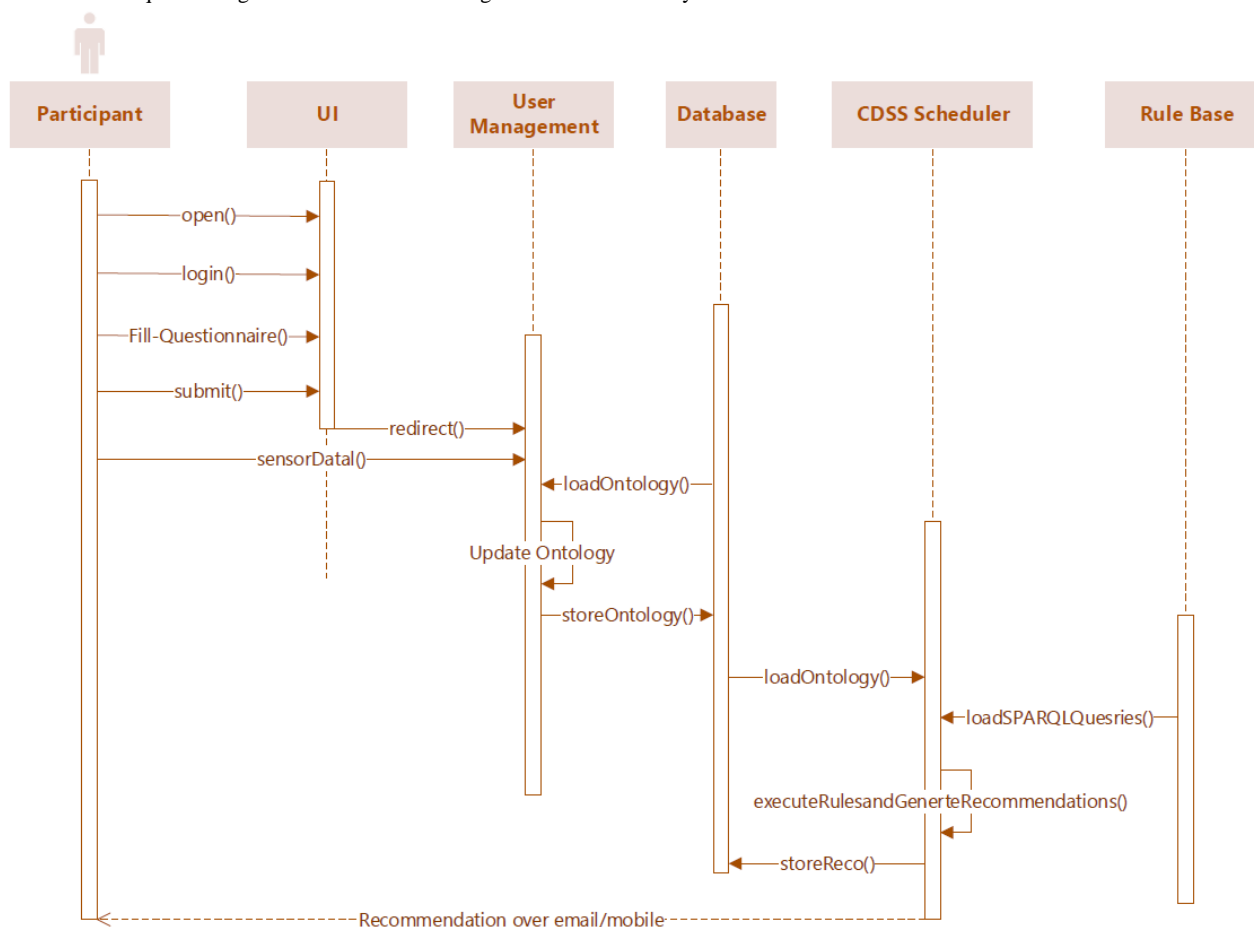 Participant
UI
User
Management
Database
CDSS Scheduler
Rule Base
open()
login()
Fill-Questionnaire()
submit()
redirect()
sensorDatal()
loadOntology()
Update Ontology
storeOntology()
loadOntology()
loadSPARQLQuesries()
executeRulesandGenerteRecommendations()
storeReco()
Recommendation over email/mobile